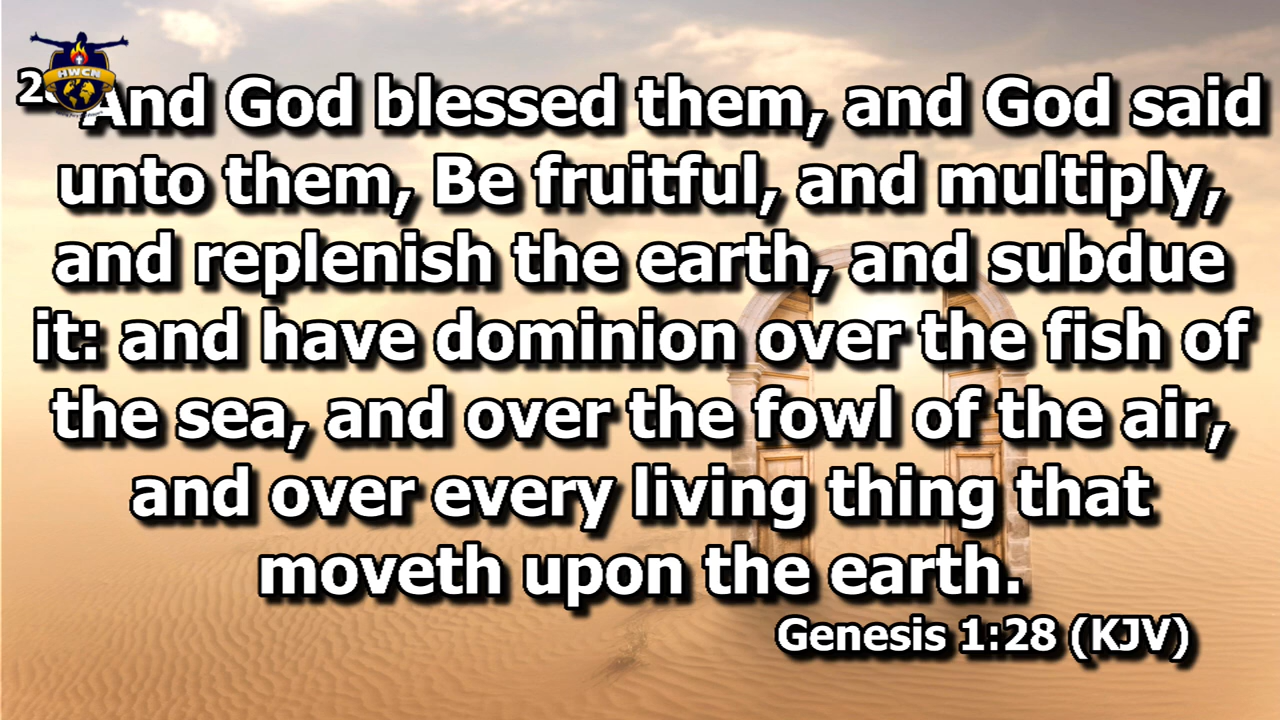 HWCN
And God blessed them, and God said
unto them, Be fruitful, and multiply,
and replenish the earth, and subdue
it: and have dominion over the fish of
the sea, and over the fowl of the air,
and over every living thing that
moveth upon the earth.
Genesis 1:28 (KJV)